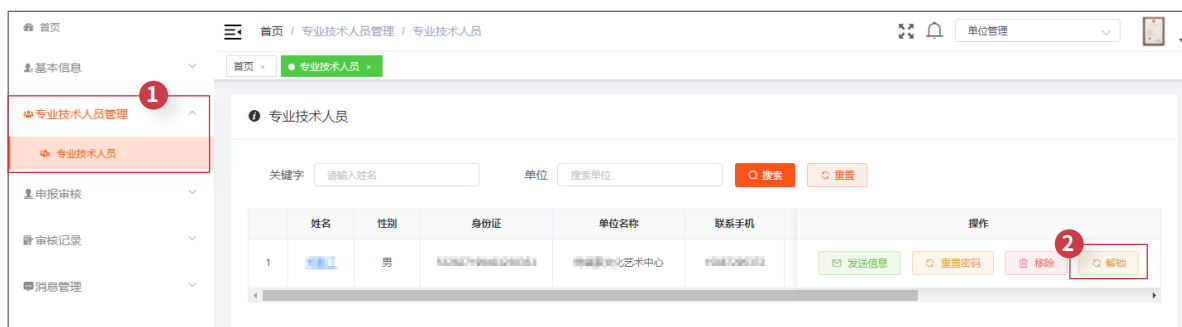 首页
首页 / 专业技术人员管理 / 专业技术人员
单位管理
基本信息
首页 ×
专业技术人员 ×
1
专业技术人员管理
专业技术人员
专业技术人员
关键字 请输入姓名 单位 搜索单位 搜索 重置
申报审核
姓名 性别 身份证 单位名称 联系手机 操作
审核记录
2
1 男 化艺术中心 发送信息 重置密码 移除 解锁
消息管理